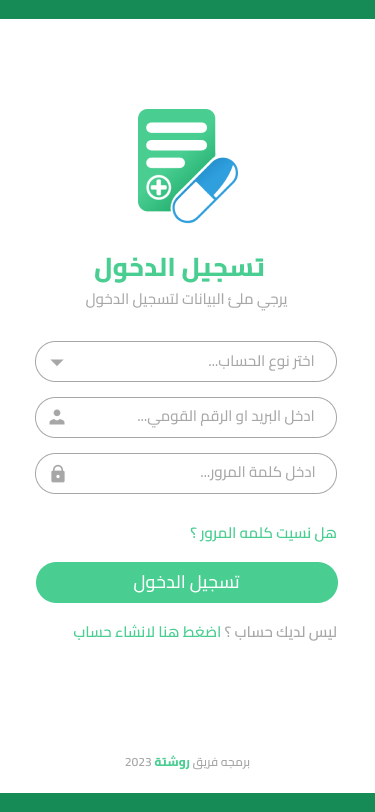 تسجيل الدخول
يرجي ملئ البيانات لتسجيل الدخول
اختر نوع الحساب...
ادخل البريد او الرقم القومي...
ادخل كلمة المرور...
هل نسيت كلمه المرور ؟
تسجيل الدخول
ليس لديك حساب ؟ اضغط هنا لانشاء حساب
برمجه فريق روشتة 2023